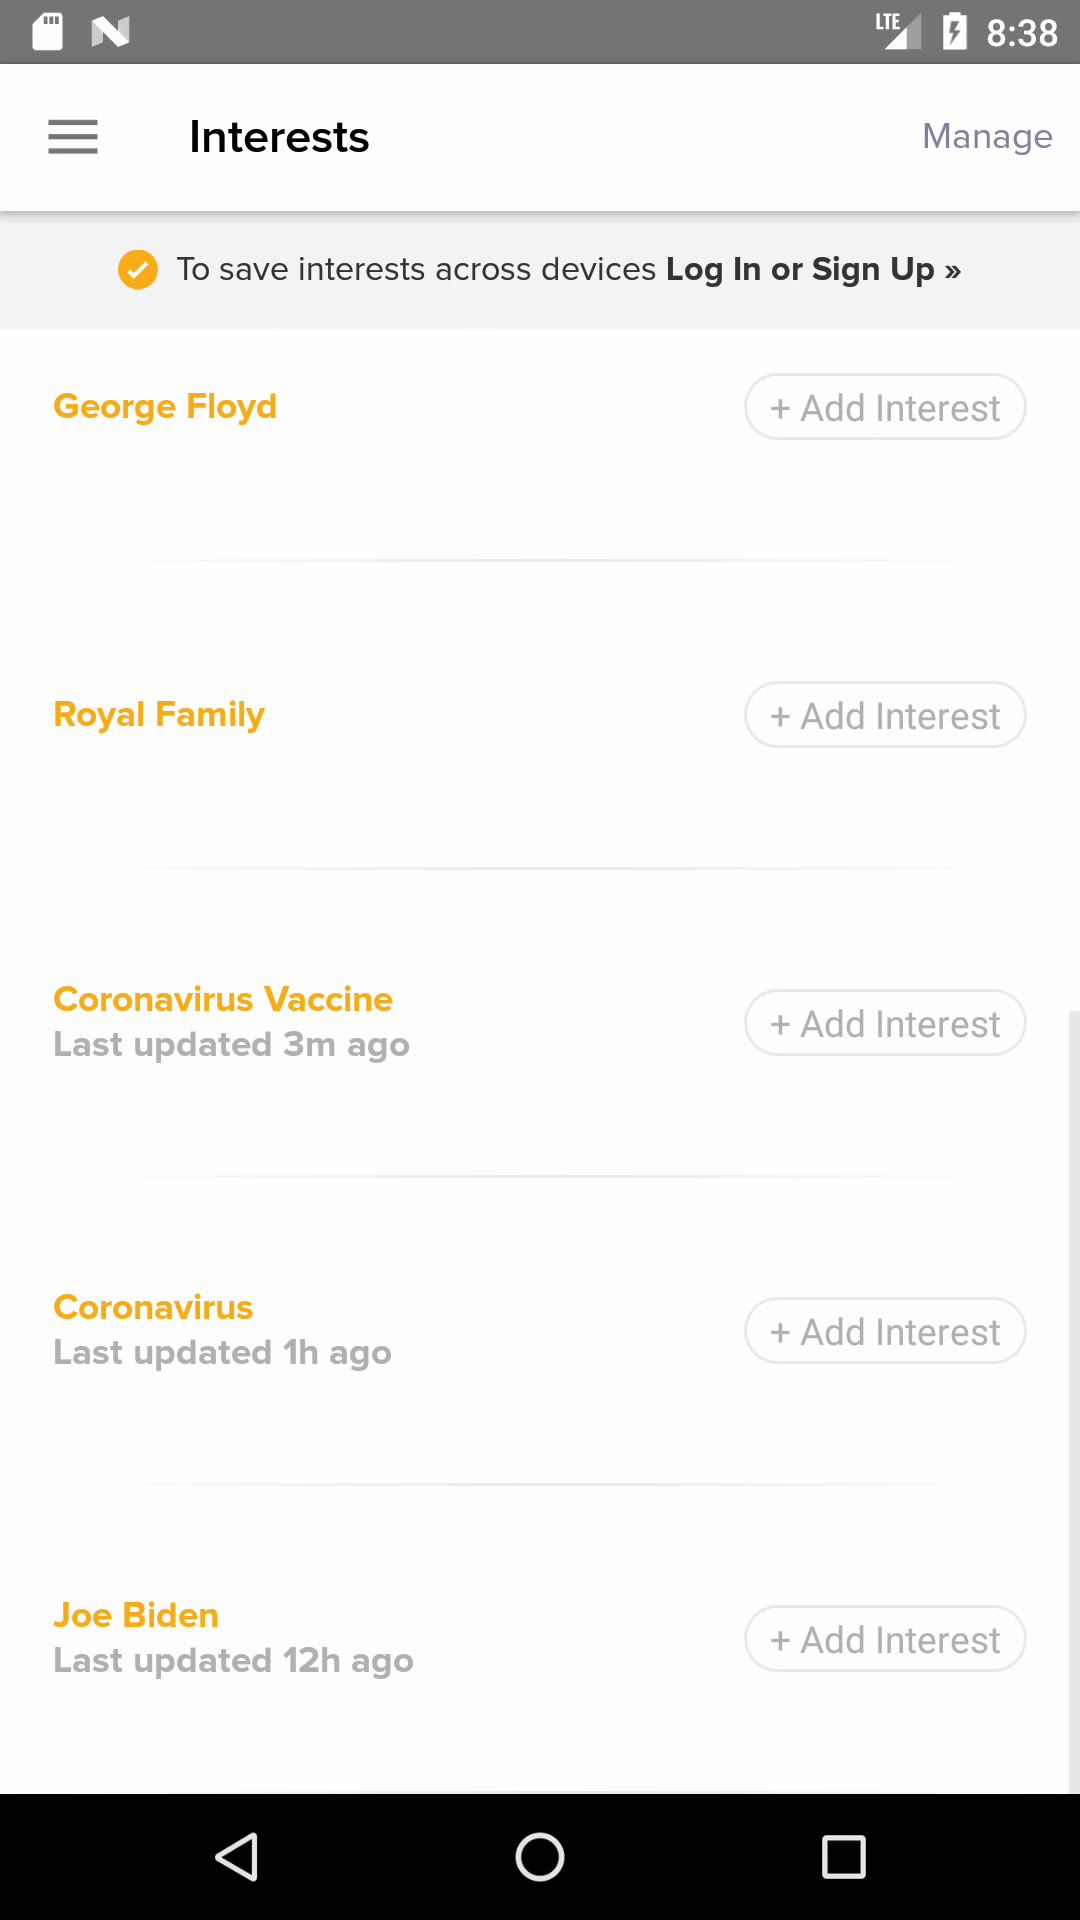 LTE 8:38
Interests
Manage
To save interests across devices Log In or Sign Up »
George Floyd
+ Add Interest
Royal Family
+ Add Interest
Coronavirus Vaccine
Last updated 3m ago
+ Add Interest
Coronavirus
Last updated 1h ago
+ Add Interest
Joe Biden
Last updated 12h ago
+ Add Interest